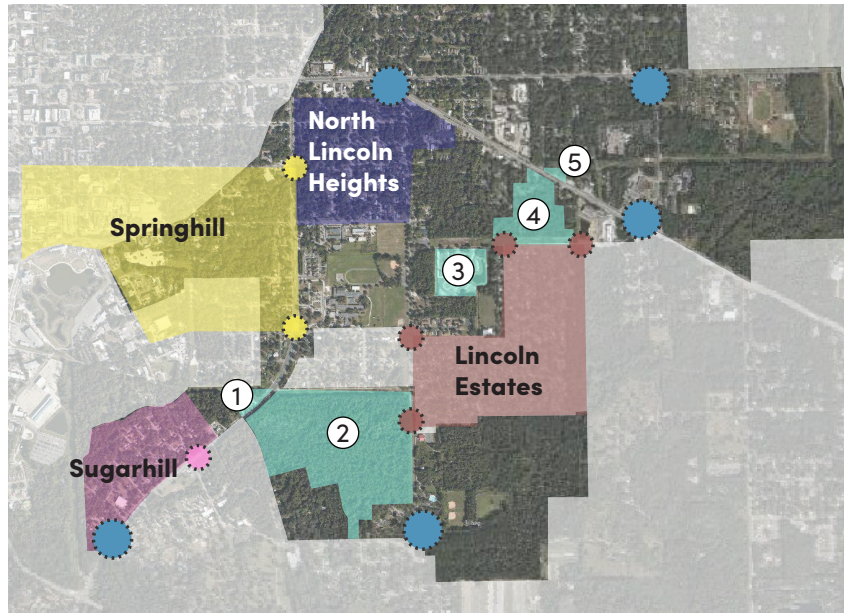 North
Lincoln
Heights
5
Springhill
4
3
Lincoln
Estates
1
2
Sugarhill